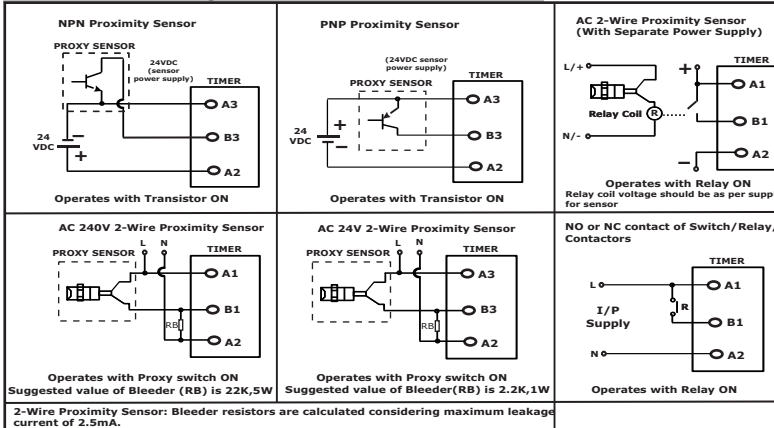 NPN Proximity Sensor
PROXY SENSOR
24VDC
(sensor
power supply)
TIMER
A3
B3
A2
24
VDC
−
+
Operates with Transistor ON
PNP Proximity Sensor
(24VDC sensor
power supply)
PROXY SENSOR
TIMER
A3
B3
A2
24
VDC
+
−
Operates with Transistor ON
AC 2-Wire Proximity Sensor
(With Separate Power Supply)
L/+
+
TIMER
A1
Relay Coil
R
B1
N/-
−
A2
Operates with Relay ON
Relay coil voltage should be as per supp
for sensor
AC 240V 2-Wire Proximity Sensor
PROXY SENSOR
L N
TIMER
A1
B1
RB
A2
Operates with Proxy switch ON
Suggested value of Bleeder (RB) is 22K,5W
AC 24V 2-Wire Proximity Sensor
PROXY SENSOR
L N
TIMER
A3
B3
RB
A2
Operates with Proxy switch ON
Suggested value of Bleeder(RB) is 2.2K,1W
NO or NC contact of Switch/Relay/
Contactors
TIMER
L
A1
I/P
Supply
R
B1
N
A2
Operates with Relay ON
2-Wire Proximity Sensor: Bleeder resistors are calculated considering maximum leakage
current of 2.5mA.